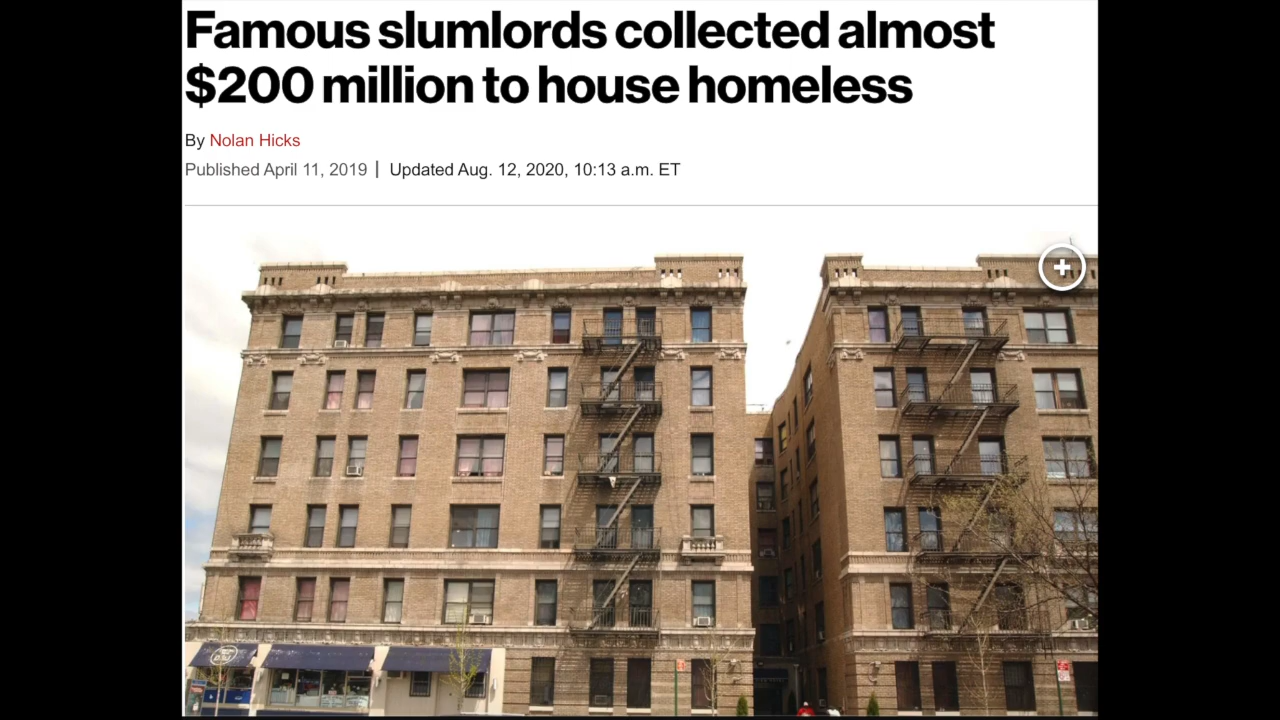 Famous slumlords collected almost
$200 million to house homeless
By Nolan Hicks
Published April 11, 2019 | Updated Aug. 12, 2020, 10:13 a.m. ET